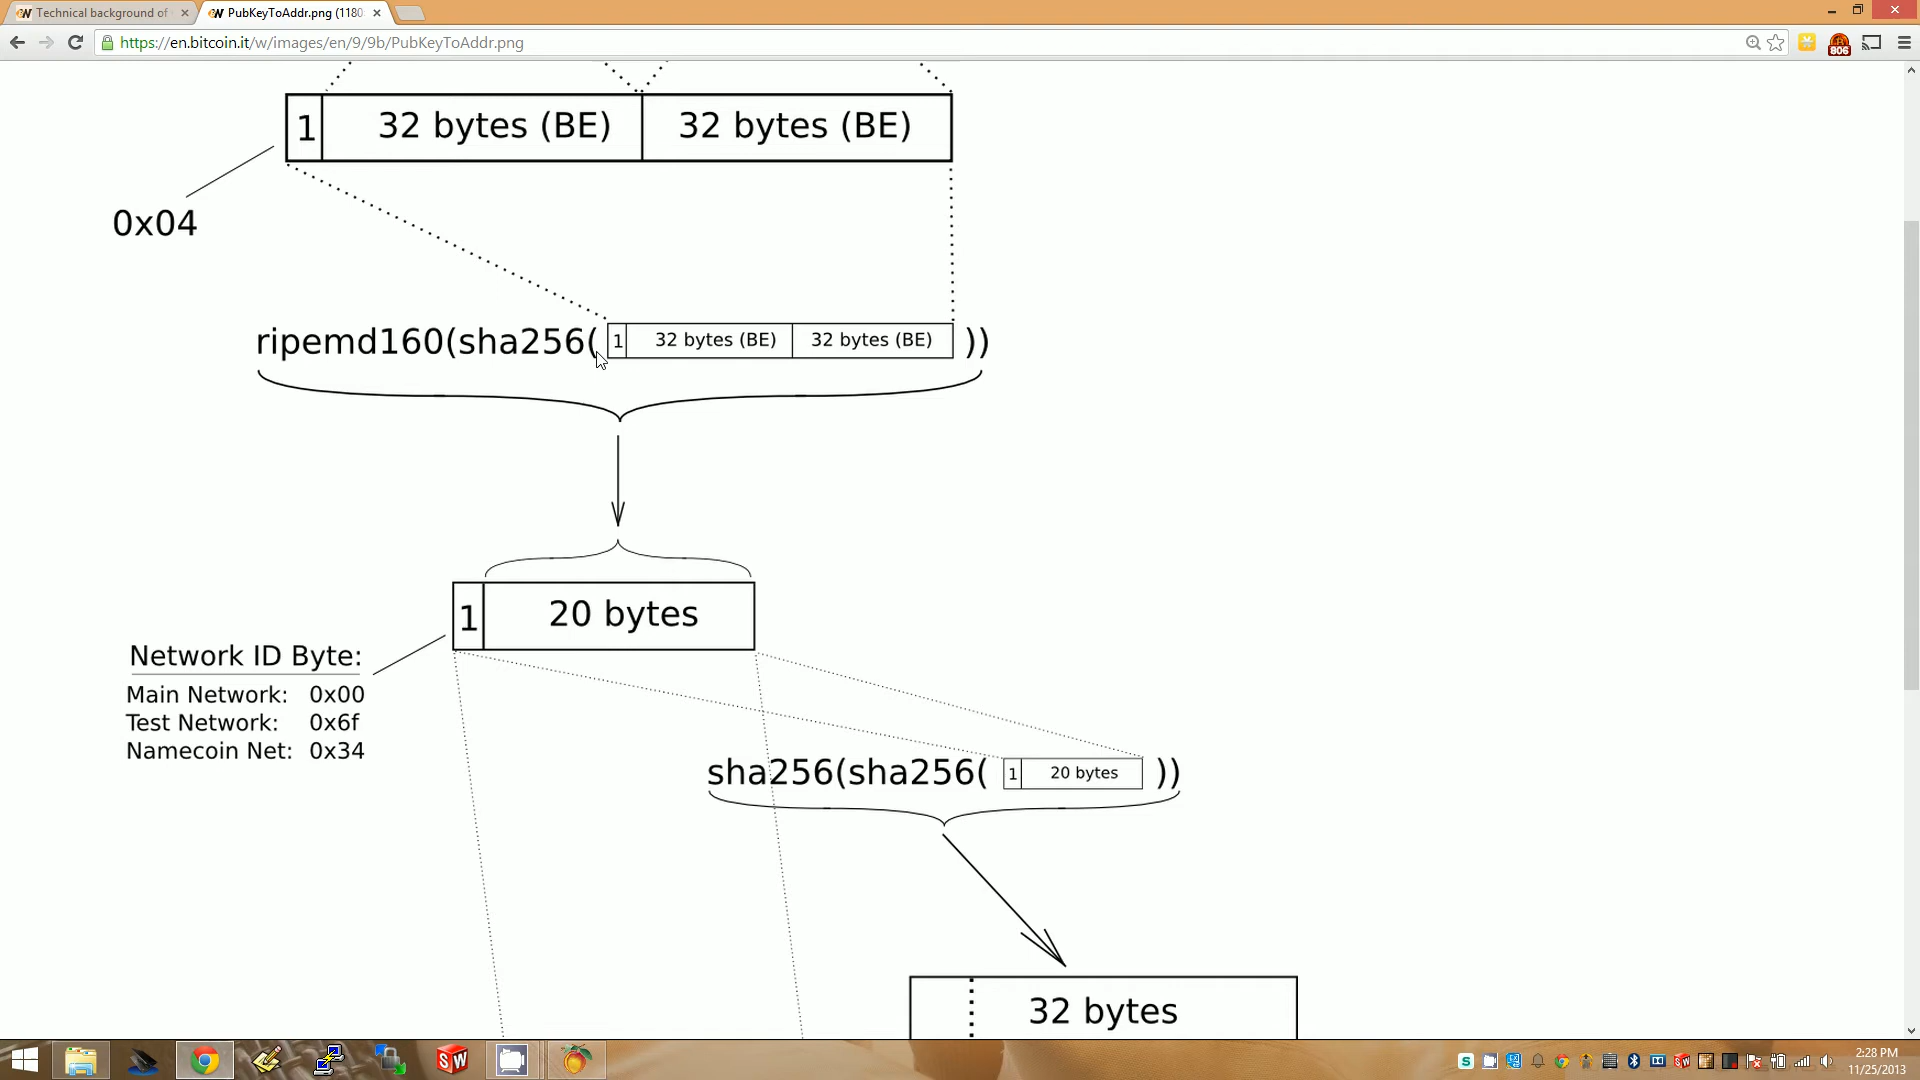 Technical background of
PubKeyToAddr.png (1180
https://en.bitcoin.it/w/images/en/9/9b/PubKeyToAddr.png
806
1 32 bytes (BE) 32 bytes (BE)
0x04
ripemd160(sha256( 1 32 bytes (BE) 32 bytes (BE) ))
1 20 bytes
Network ID Byte:
Main Network: 0x00
Test Network: 0x6f
Namecoin Net: 0x34
sha256(sha256( 1 20 bytes ))
32 bytes
SW
S
2:28 PM
11/25/2013